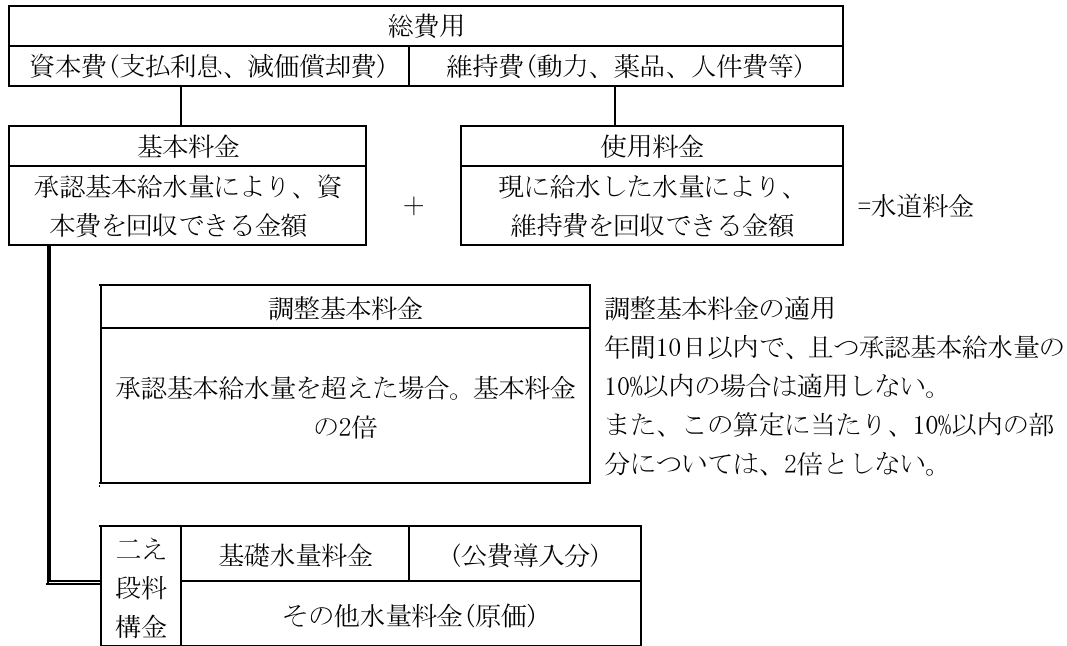 総費用
資本費(支払利息、減価償却費)
維持費(動力、薬品、人件費等)
基本料金
承認基本給水量により、資
本費を回収できる金額
+
使用料金
現に給水した水量により、
維持費を回収できる金額
=水道料金
調整基本料金
承認基本給水量を超えた場合。基本料金
の2倍
調整基本料金の適用
年間10日以内で、且つ承認基本給水量の
10%以内の場合は適用しない。
また、この算定に当たり、10%以内の部
分については、2倍としない。
二え
段料
構金
基礎水量料金
(公費導入分)
その他水量料金(原価)